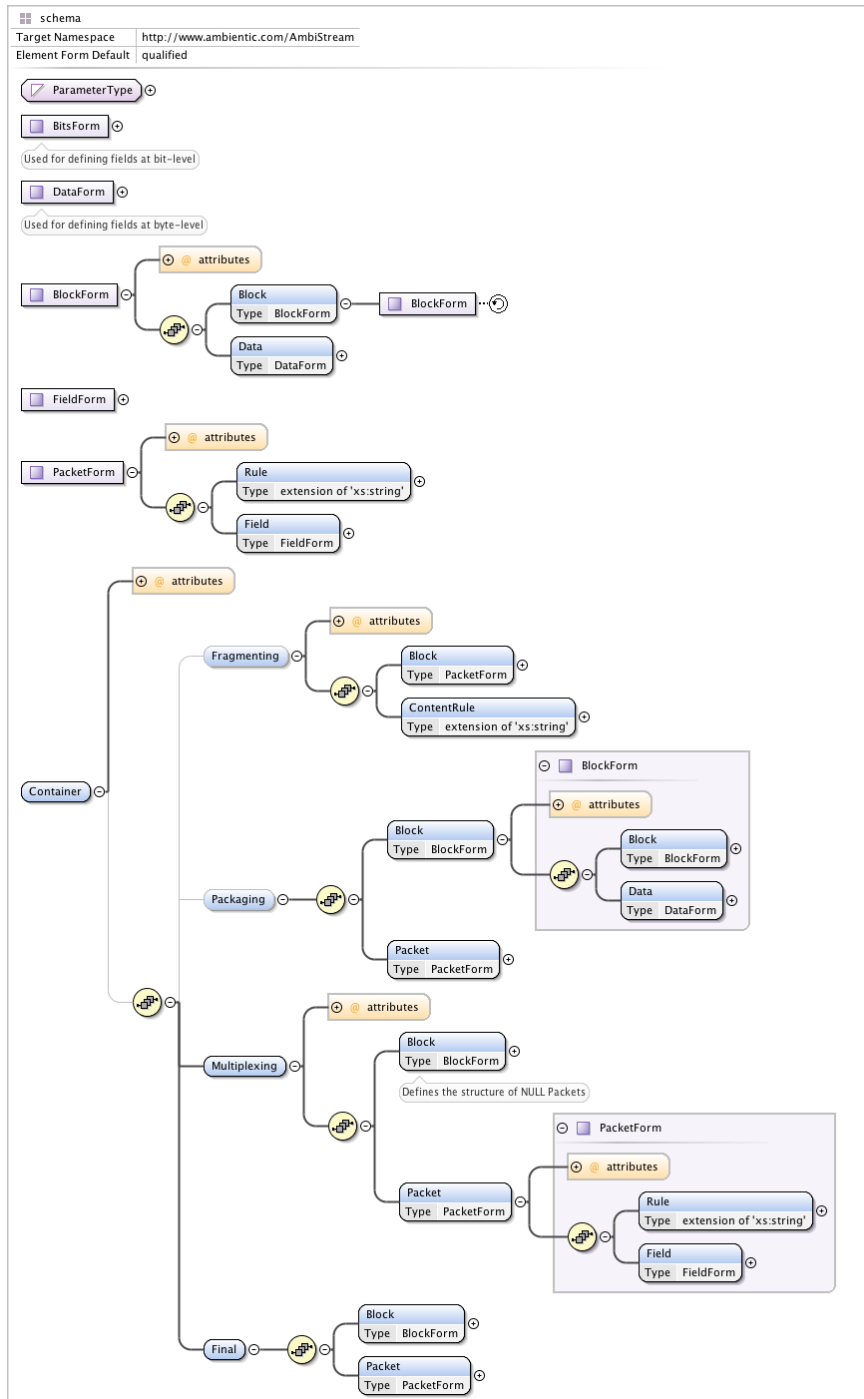 schema
Target Namespace http://www.ambientic.com/AmbiStream
Element Form Default qualified
ParameterType
BitsForm
Used for defining fields at bit-level
DataForm
Used for defining fields at byte-level
@ attributes
BlockForm
Block
Type BlockForm
BlockForm
Data
Type DataForm
FieldForm
@ attributes
PacketForm
Rule
Type extension of 'xs:string'
Field
Type FieldForm
@ attributes
@ attributes
Fragmenting
Block
Type PacketForm
ContentRule
Type extension of 'xs:string'
BlockForm
Container
@ attributes
Block
Type BlockForm
Block
Type BlockForm
Data
Type DataForm
Packaging
Packet
Type PacketForm
@ attributes
Block
Type BlockForm
Multiplexing
Defines the structure of NULL Packets
PacketForm
@ attributes
Packet
Type PacketForm
Rule
Type extension of 'xs:string'
Field
Type FieldForm
Block
Type BlockForm
Final
Packet
Type PacketForm